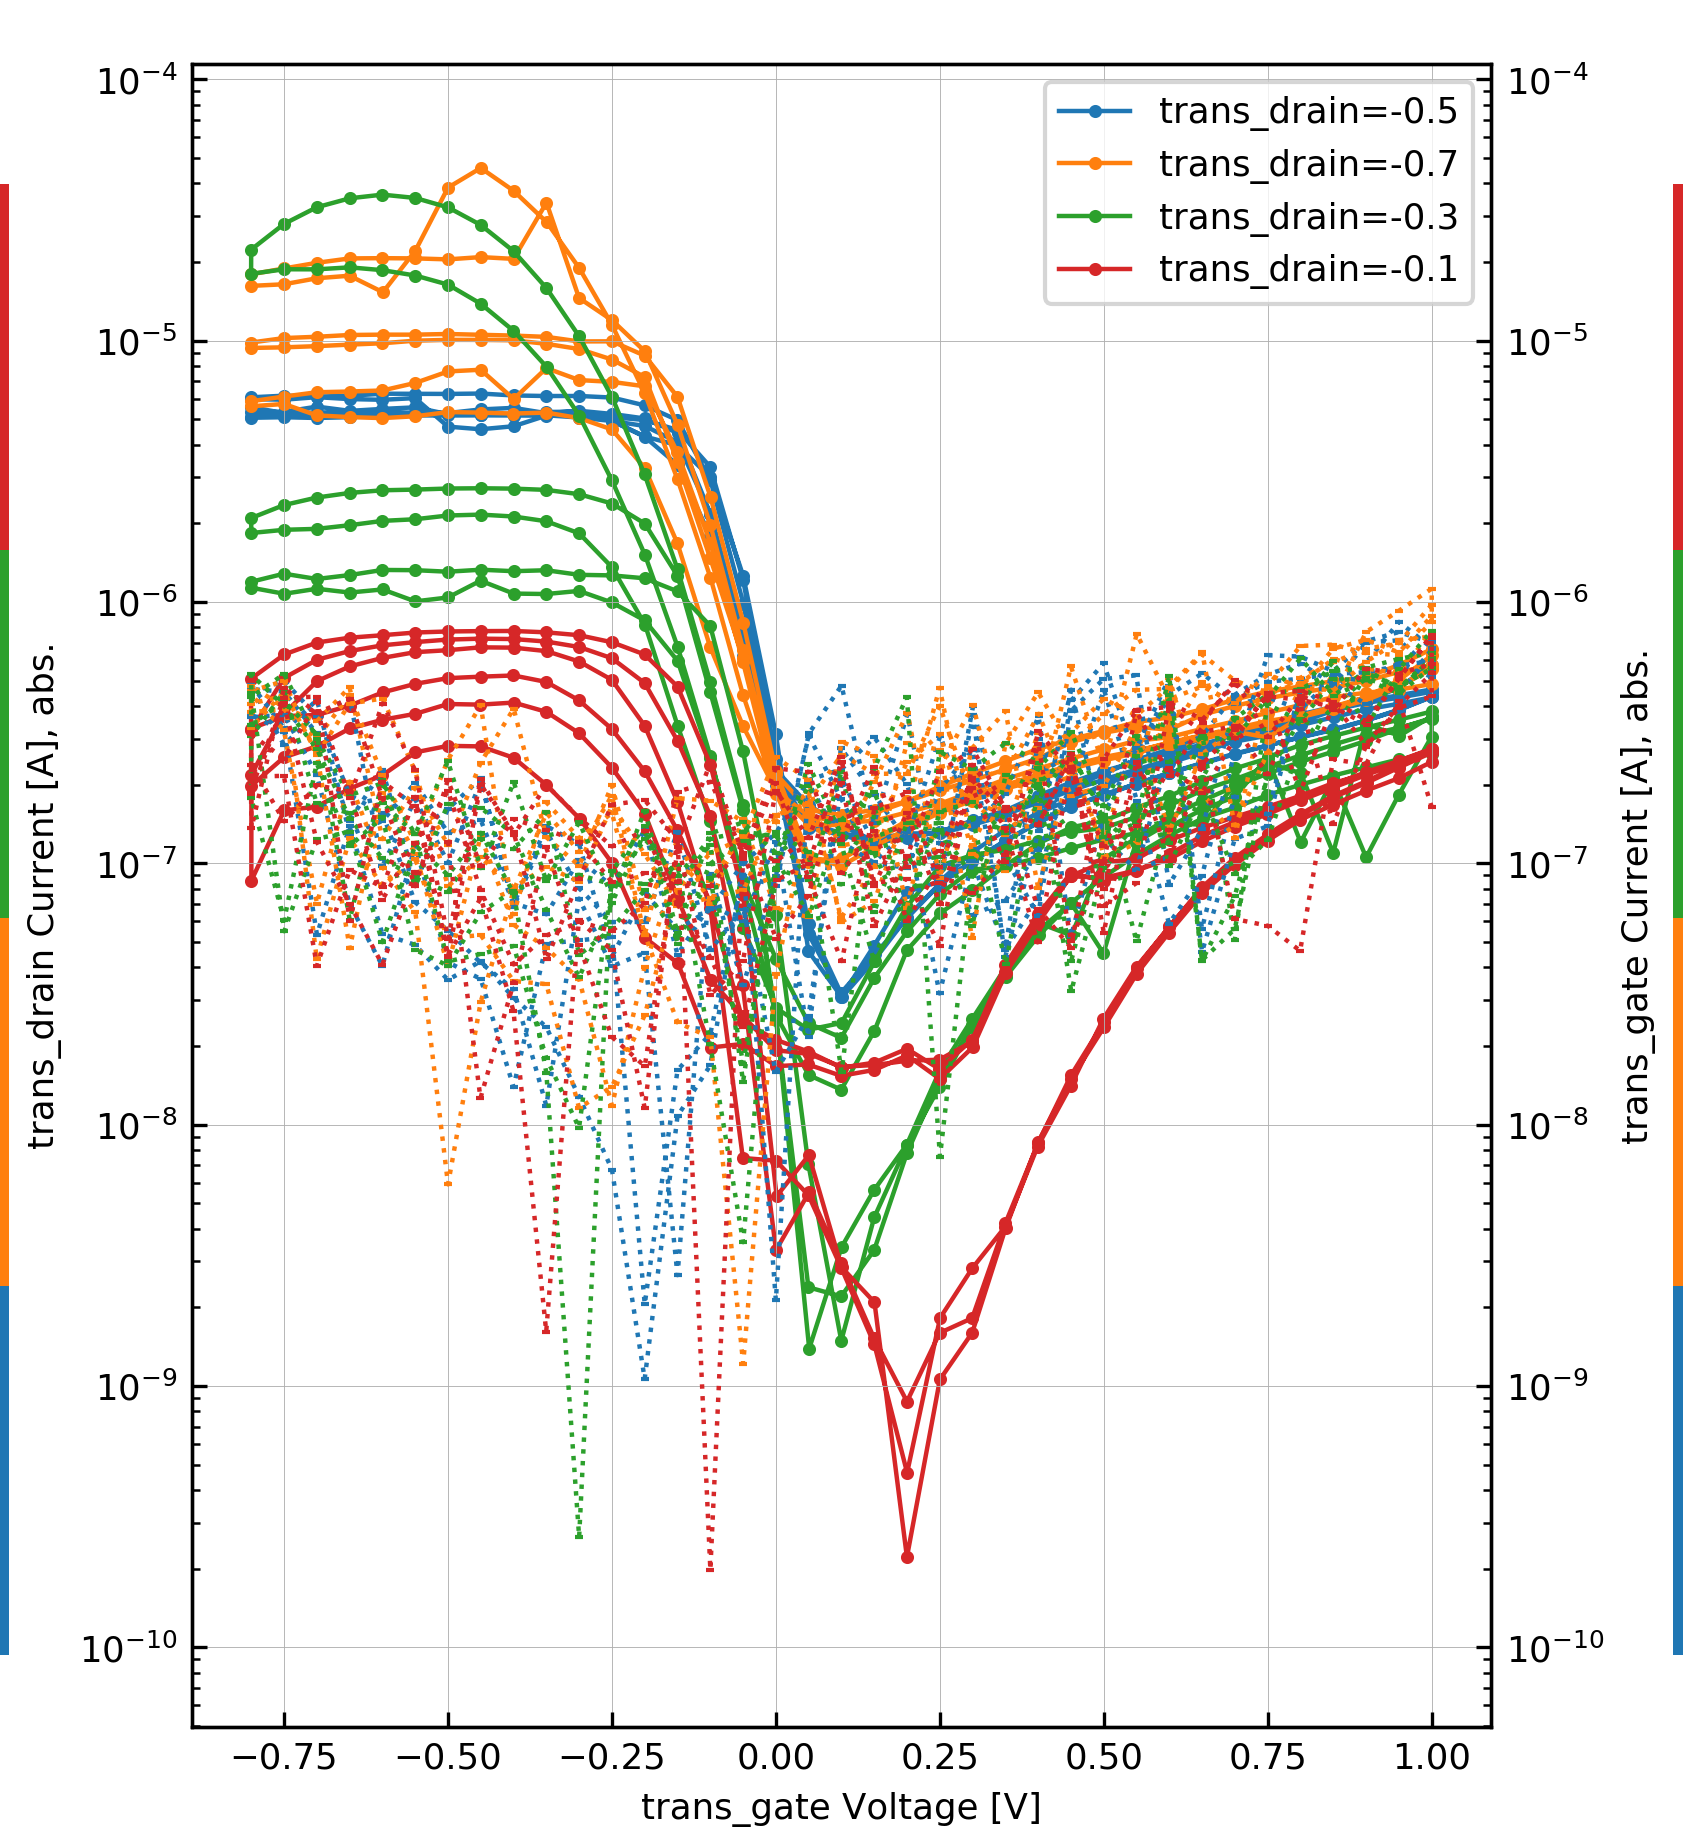 trans_drain=-0.5
trans_drain=-0.7
trans_drain=-0.3
trans_drain=-0.1
10⁻⁴
10⁻⁵
10⁻⁶
10⁻⁷
10⁻⁸
10⁻⁹
10⁻¹⁰
trans_drain Current [A], abs.
10⁻⁴
10⁻⁵
10⁻⁶
10⁻⁷
10⁻⁸
10⁻⁹
10⁻¹⁰
trans_gate Current [A], abs.
−0.75 −0.50 −0.25 0.00 0.25 0.50 0.75 1.00
trans_gate Voltage [V]